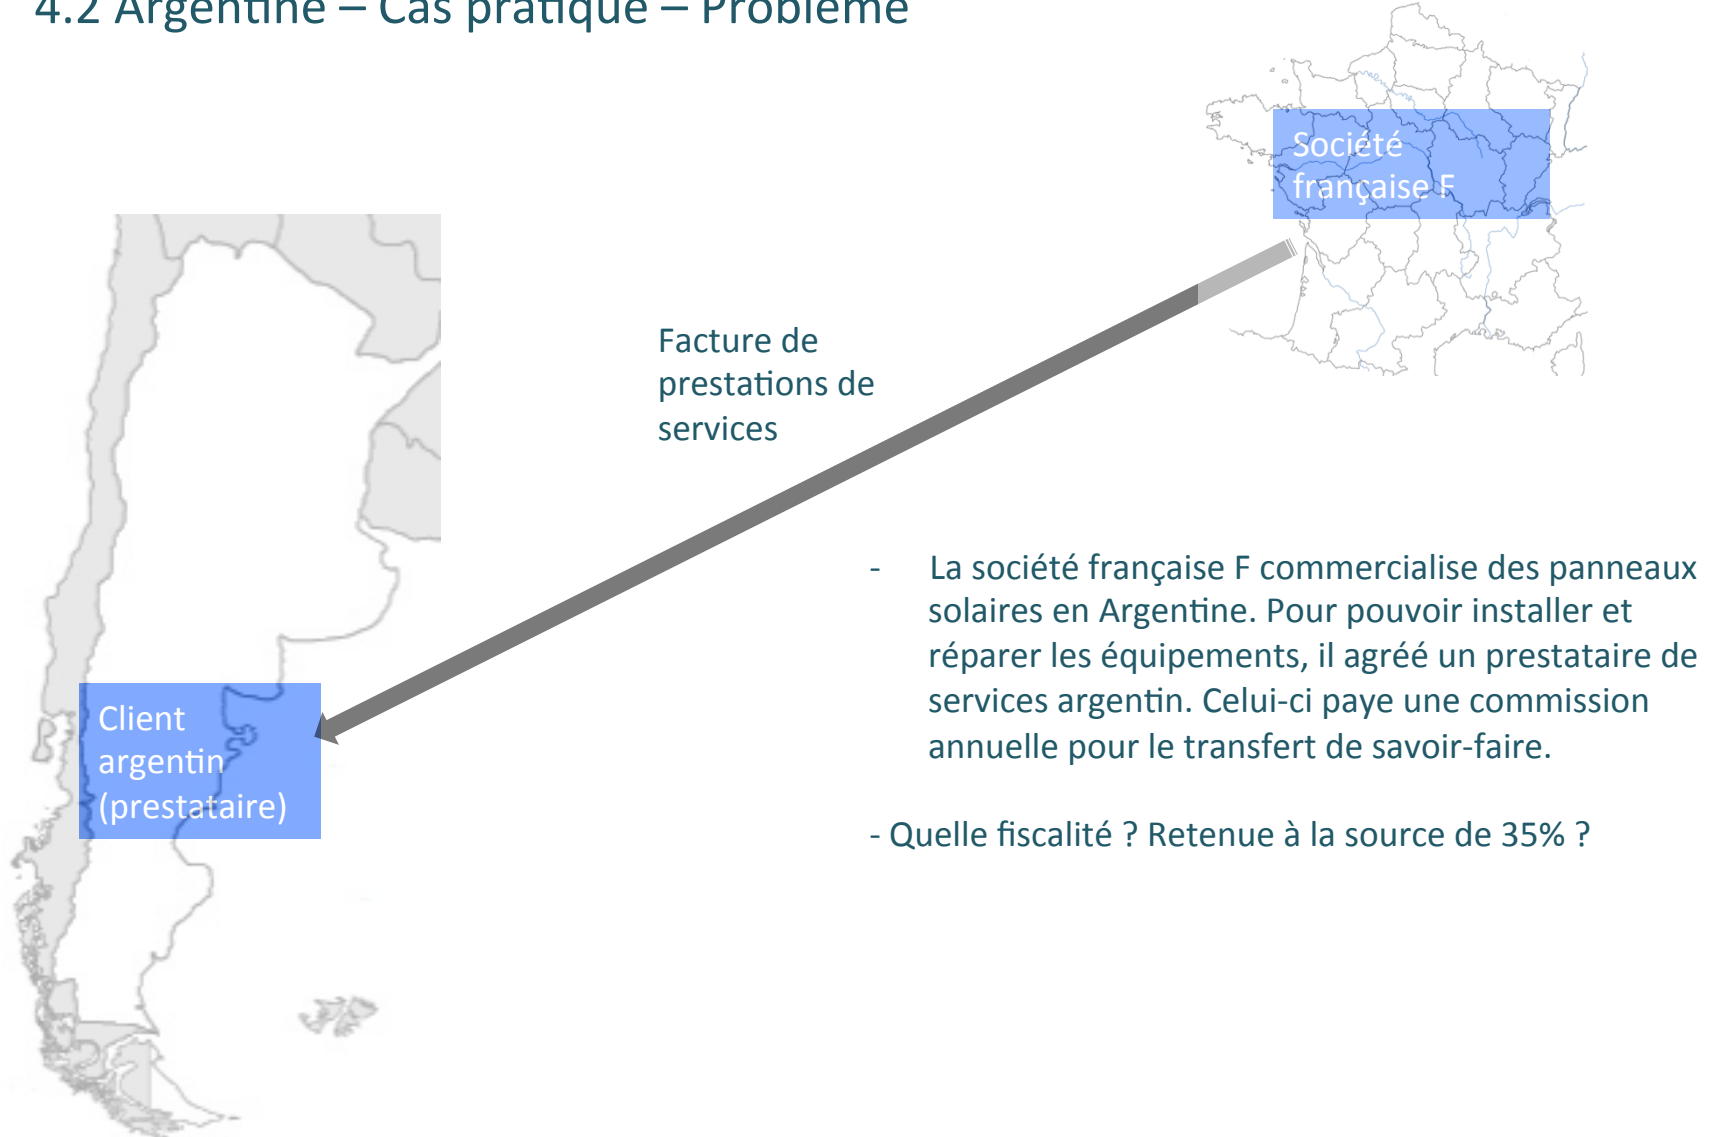 4.2 Argentine – Cas pratique – Problème
Société
française F
Facture de
prestations de
services
- La société française F commercialise des panneaux
solaires en Argentine. Pour pouvoir installer et
réparer les équipements, il agréé un prestataire de
services argentin. Celui-ci paye une commission
annuelle pour le transfert de savoir-faire.
Client
argentin
(prestataire)
- Quelle fiscalité ? Retenue à la source de 35% ?